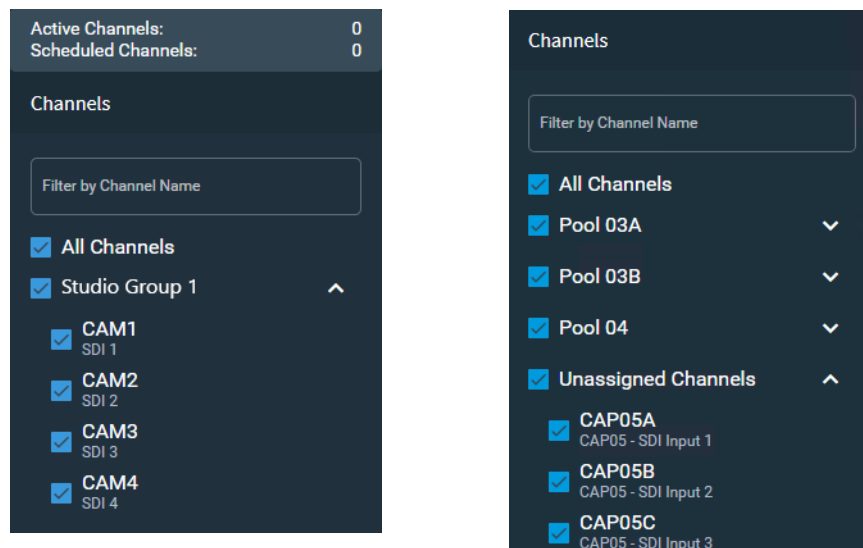 Active Channels: 0
Scheduled Channels: 0
Channels
Filter by Channel Name
All Channels
Studio Group 1
CAM1
SDI 1
CAM2
SDI 2
CAM3
SDI 3
CAM4
SDI 4
Channels
Filter by Channel Name
All Channels
Pool 03A
Pool 03B
Pool 04
Unassigned Channels
CAP05A
CAP05 - SDI Input 1
CAP05B
CAP05 - SDI Input 2
CAP05C
CAP05 - SDI Input 3